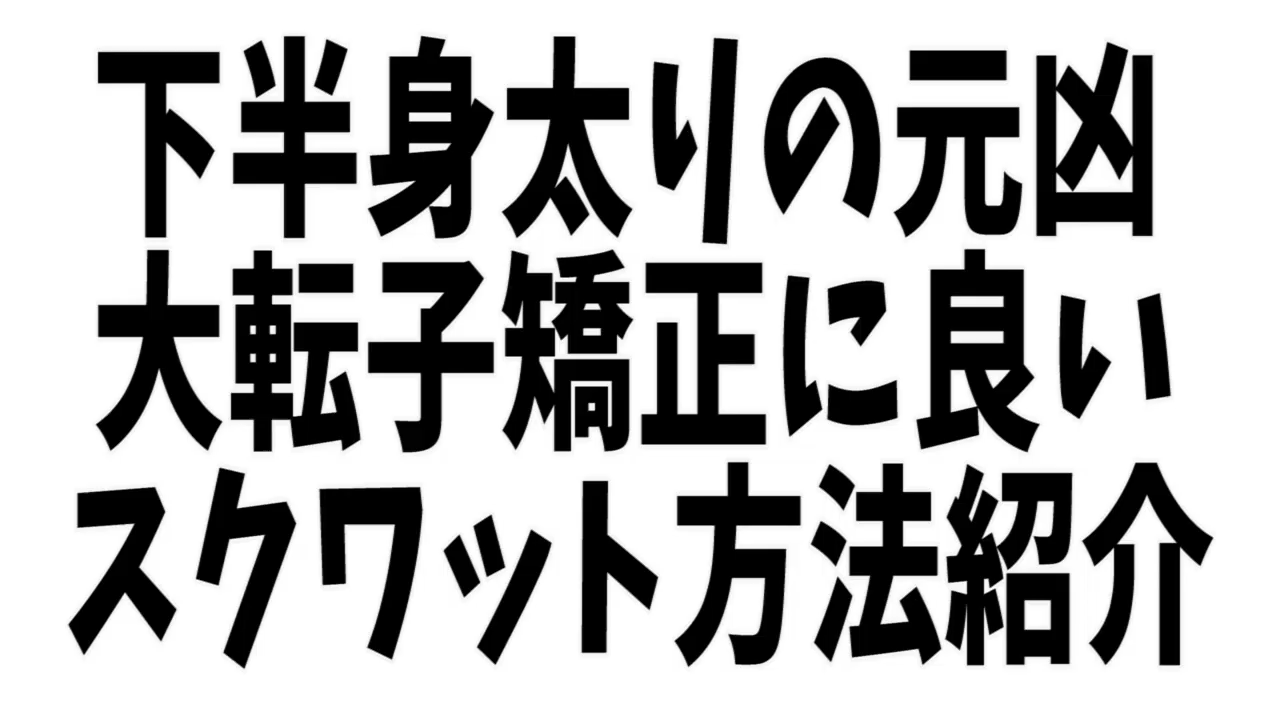 下半身太りの元凶
大転子矯正に良い
スクワット方法紹介